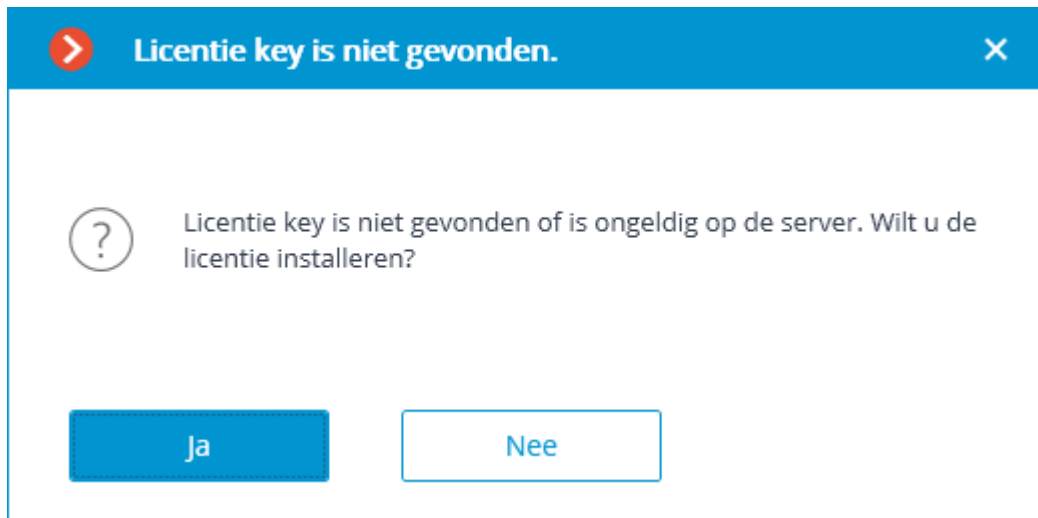 Licentie key is niet gevonden.
Licentie key is niet gevonden of is ongeldig op de server. Wilt u de
licentie installeren?
Ja
Nee